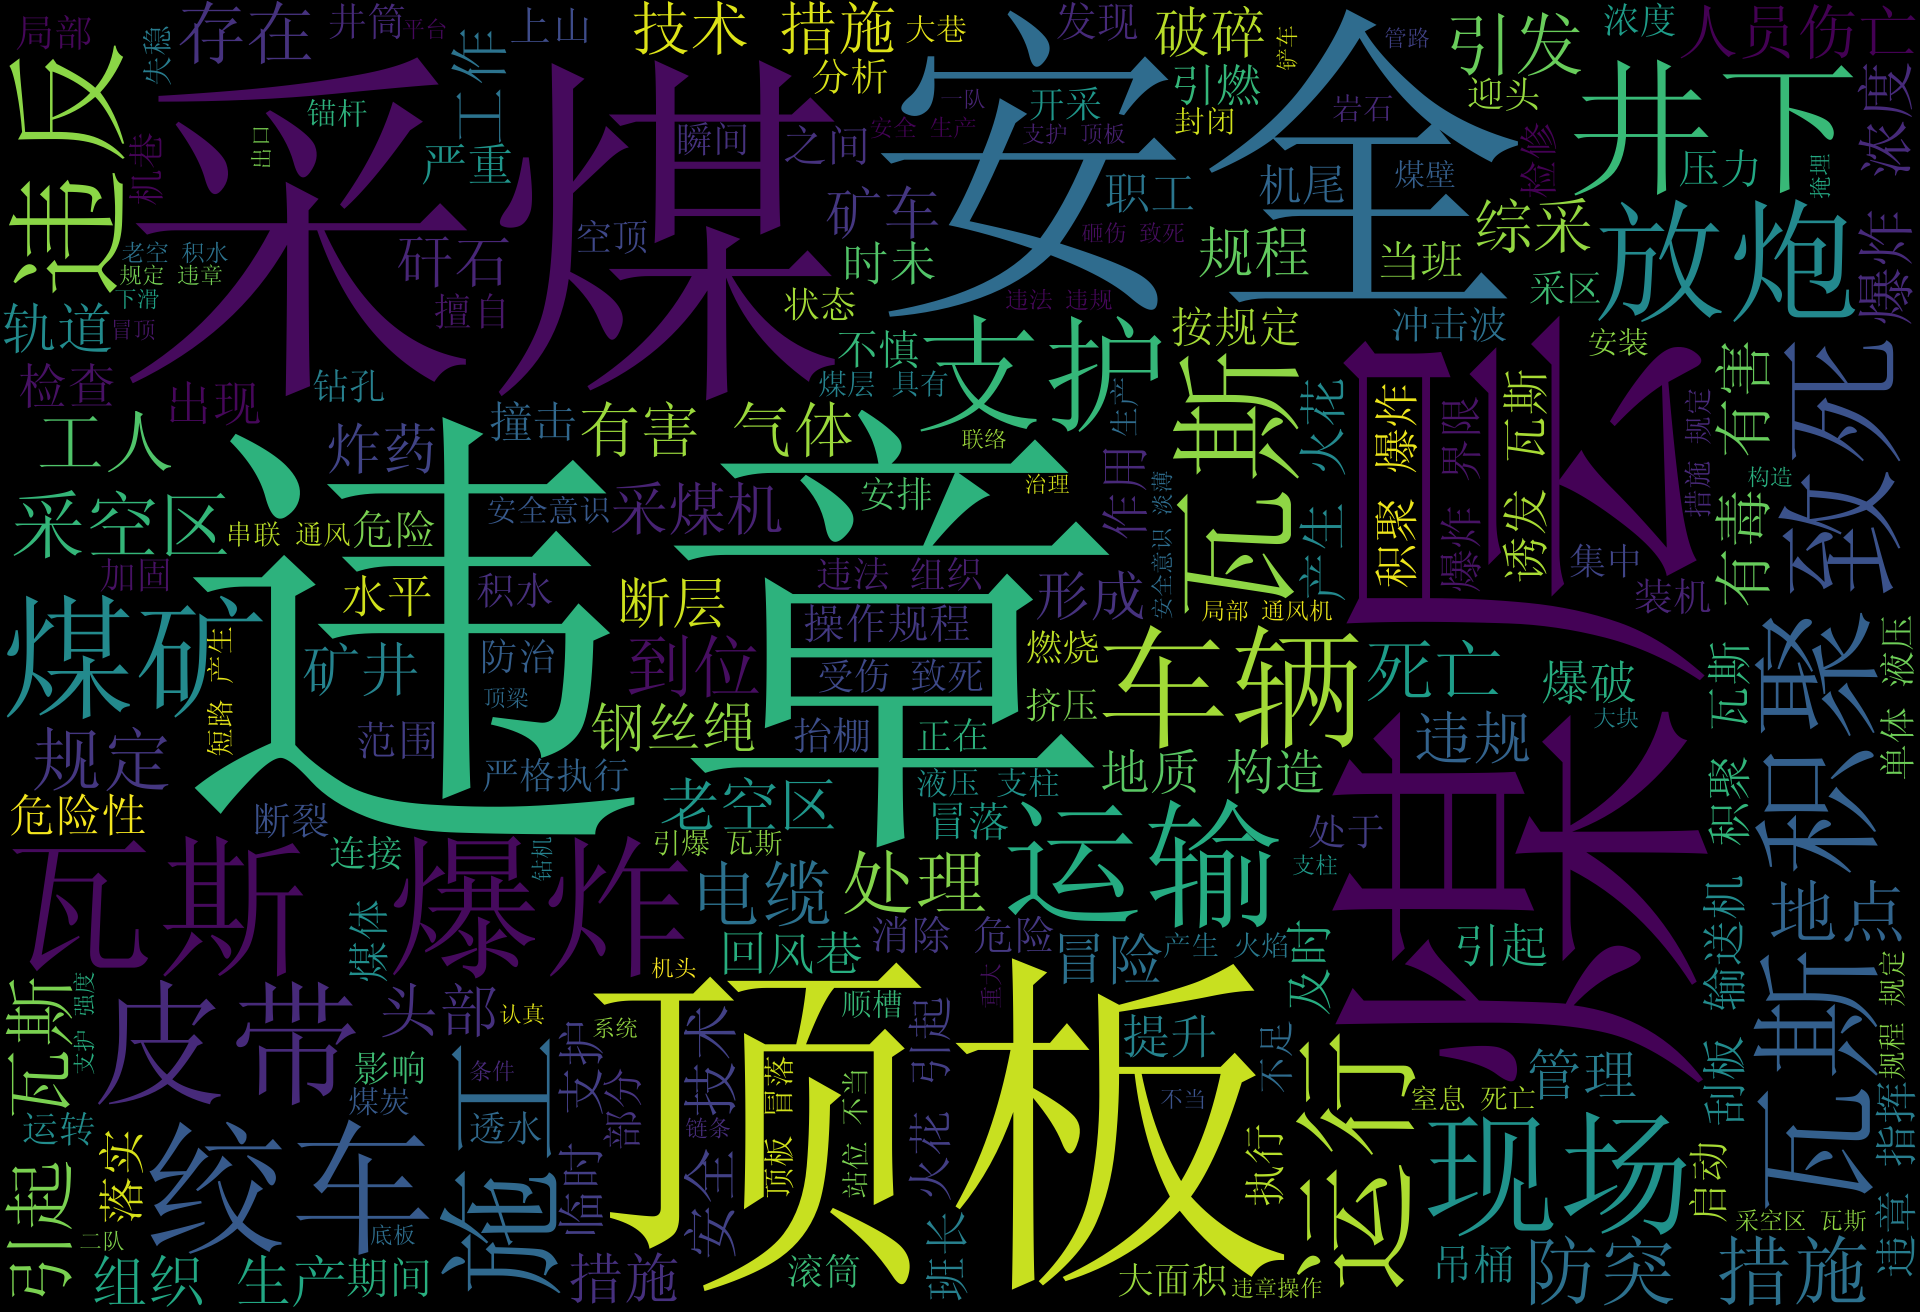 局部
失稳
存在
井筒
平台
工作
上山
技术 措施
大巷
分析
发现
破碎
引燃
封闭
铲车
管路
引发
浓度
人员伤亡
违反
机巷
出口
锚杆
严重
采煤
瞬间
之间
一队
安全 生产
开采
支护 顶板
安全
岩石
迎头
井下
压力
掩埋
浓度
爆炸
检修
老空 积水
规定 违章
下滑
冒顶
轨道
矸石
擅自
空顶
矿车
时未
状态
职工
砸伤 致死
违法 违规
规程
机尾
煤壁
当班
综采
采区
放炮
检查
出现
钻孔
撞击
有害 气体
不慎
煤层 具有
支护
按规定
冲击波
安装
有害
有毒
致死
工人
炸药
联络
生产
瓦斯
火花
产生
积聚 爆炸
爆炸 界限
诱发 瓦斯
措施 规定
构造
采空区
串联 通风
危险
安全意识
采煤机
安排
治理
作用
安全意识 淡薄
集中
装机
加固
水平
积水
违章
断层
违法 组织
操作规程
形成
局部 通风机
顶板
煤矿
短路 产生
矿井
防治
顶梁
到位
受伤 致死
燃烧
车辆
死亡
爆破
大块
积聚 瓦斯
积聚 瓦斯
单体 液压
规定
范围
严格执行
钢丝绳
抬棚
正在
挤压
违规
危险性
断裂
连接
老空区
液压 支柱
冒落
地质 构造
处于
支柱
引爆 瓦斯
钻机
瓦斯 爆炸
电缆
处理
运输
煤体
回风巷
消除 危险
冒险
产生 火焰
及时
引起
输送机
地点
引起 瓦斯
支护 强度
皮带
头部
认真
机头
系统
顺槽
重大
提升
不足
管理
刮板
规程 规定
运转
影响
煤炭
条件
透水
支护
部分
链条
安全技术
顶板 冒落
站位 不当
火花 引起
不当
执行
运行
窒息 死亡
现场
启动
指挥
违章
采空区 瓦斯
落实
二队
绞车
底板
施工
临时
组织 生产期间
措施
滚筒
班长
大面积
违章操作
吊桶
防突 措施